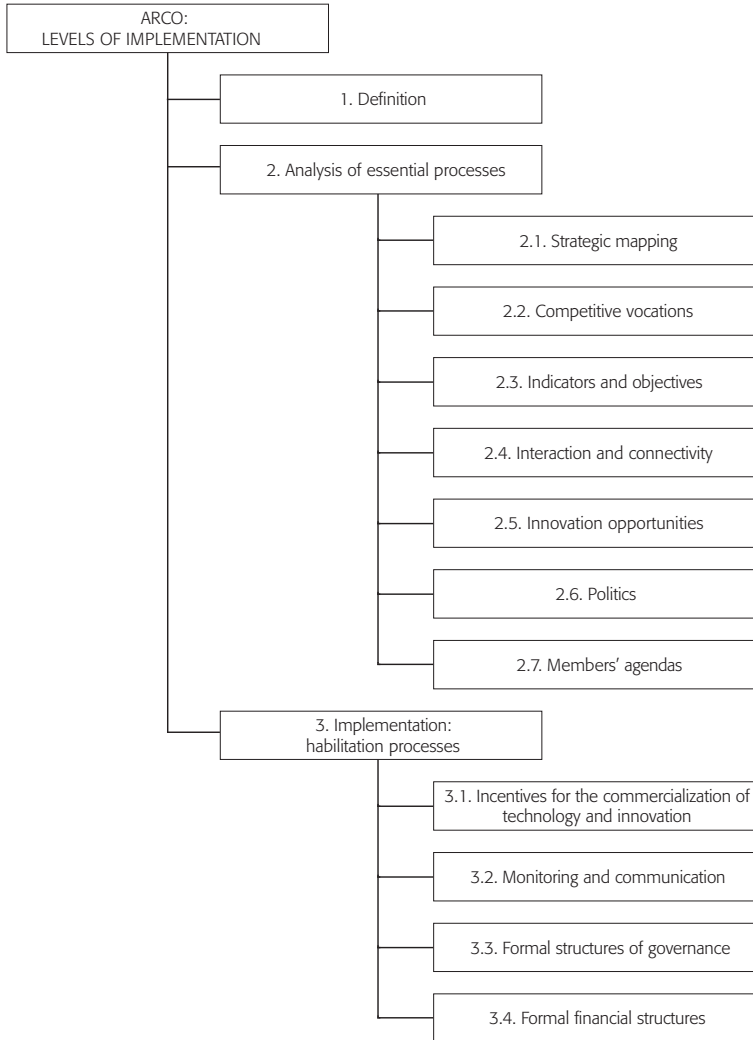 ARCO:
LEVELS OF IMPLEMENTATION
1. Definition
2. Analysis of essential processes
2.1. Strategic mapping
2.2. Competitive vocations
2.3. Indicators and objectives
2.4. Interaction and connectivity
2.5. Innovation opportunities
2.6. Politics
2.7. Members’ agendas
3. Implementation:
habilitation processes
3.1. Incentives for the commercialization of
technology and innovation
3.2. Monitoring and communication
3.3. Formal structures of governance
3.4. Formal financial structures